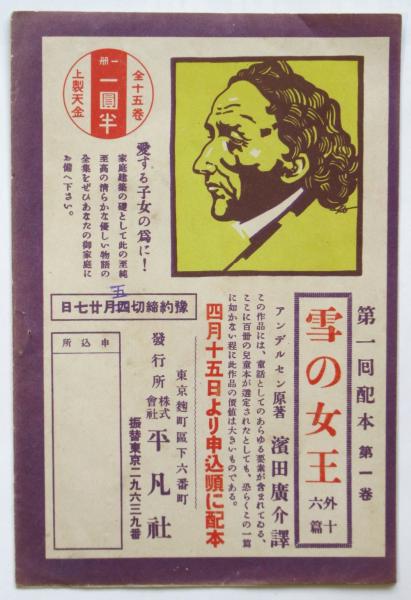 全十五卷
一册
一圓半
上製天金
愛する子女の爲に!
家庭建築の礎として此の至純
至高の清らかな優しい物語の
全集をぜひあなたの御家庭に
お備へ下さい。
第一回配本 第一卷
雪の女王 外十六篇
アンデルセン原著 濱田廣介譯
この作品には、童話としてのあらゆる要素が含まれてゐる、
ここに百册の兒童本が選定されたとしても、恐らくこの一篇
に如かない程に此作品の價値は大きいものである。
四月十五日より申込順に配本
豫約締切四月廿七日
五
東京麹町區下六番町
發行所 株式會社 平凡社
振替東京二九六三九番
申込所